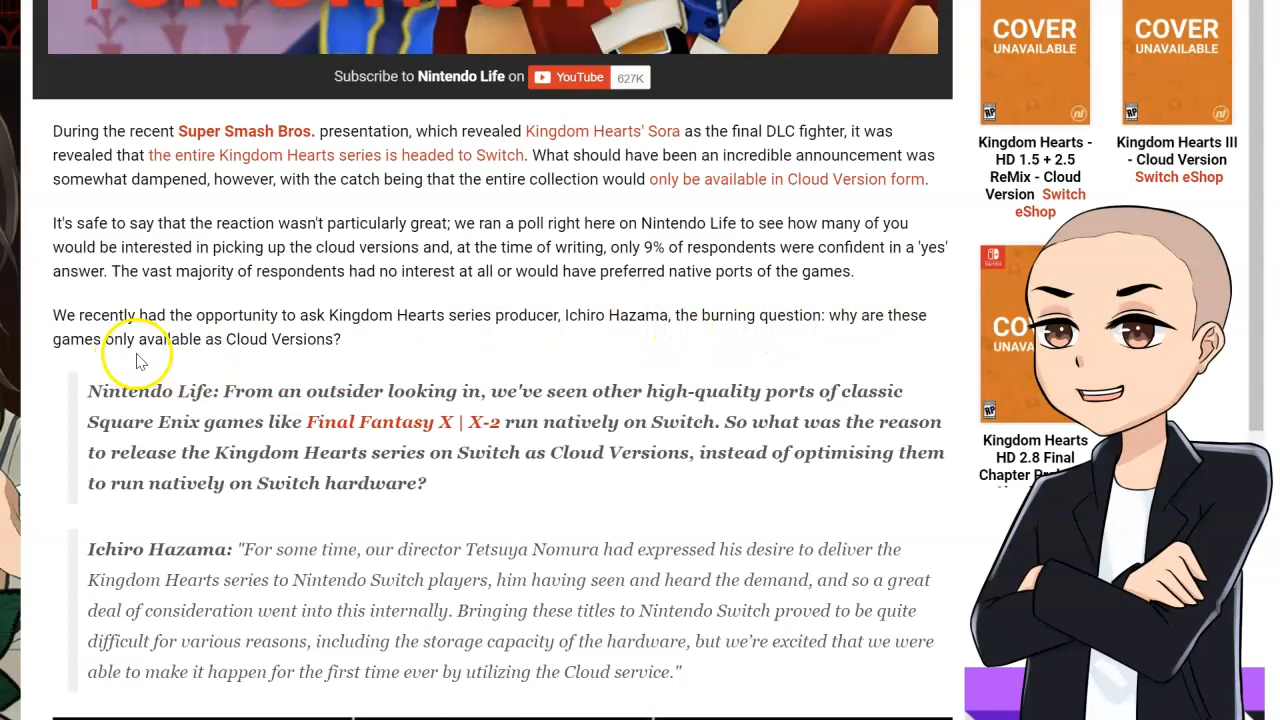 Subscribe to Nintendo Life on YouTube 627K
During the recent Super Smash Bros. presentation, which revealed Kingdom Hearts' Sora as the final DLC fighter, it was
revealed that the entire Kingdom Hearts series is headed to Switch. What should have been an incredible announcement was
somewhat dampened, however, with the catch being that the entire collection would only be available in Cloud Version form.
It's safe to say that the reaction wasn't particularly great; we ran a poll right here on Nintendo Life to see how many of you
would be interested in picking up the cloud versions and, at the time of writing, only 9% of respondents were confident in a 'yes'
answer. The vast majority of respondents had no interest at all or would have preferred native ports of the games.
We recently had the opportunity to ask Kingdom Hearts series producer, Ichiro Hazama, the burning question: why are these
games only available as Cloud Versions?
Nintendo Life: From an outsider looking in, we've seen other high-quality ports of classic
Square Enix games like Final Fantasy X | X-2 run natively on Switch. So what was the reason
to release the Kingdom Hearts series on Switch as Cloud Versions, instead of optimising them
to run natively on Switch hardware?
Ichiro Hazama: "For some time, our director Tetsuya Nomura had expressed his desire to deliver the
Kingdom Hearts series to Nintendo Switch players, him having seen and heard the demand, and so a great
deal of consideration went into this internally. Bringing these titles to Nintendo Switch proved to be quite
difficult for various reasons, including the storage capacity of the hardware, but we're excited that we were
able to make it happen for the first time ever by utilizing the Cloud service."
COVER
UNAVAILABLE
RP
Kingdom Hearts -
HD 1.5 + 2.5
ReMix - Cloud
Version Switch
eShop
COVER
UNAVAILABLE
RP
Kingdom Hearts III
- Cloud Version
Switch eShop
RP
Kingdom Hearts
HD 2.8 Final
Chapter